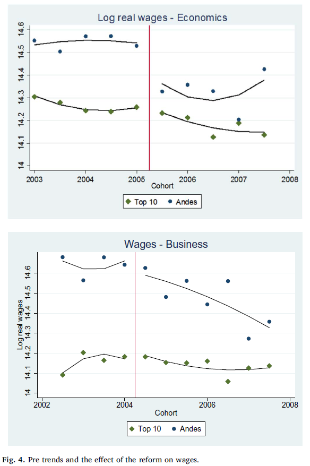 Log real wages - Economics
14.6
14.5
14.4
14.3
14.2
14.1
14
2003
2004
2005
2006
2007
2008
Cohort
Top 10
Andes
Wages - Business
Log real wages
14.6
14.5
14.4
14.3
14.2
14.1
14
2002
2004
2006
2008
Cohort
Top 10
Andes
Fig. 4. Pre trends and the effect of the reform on wages.